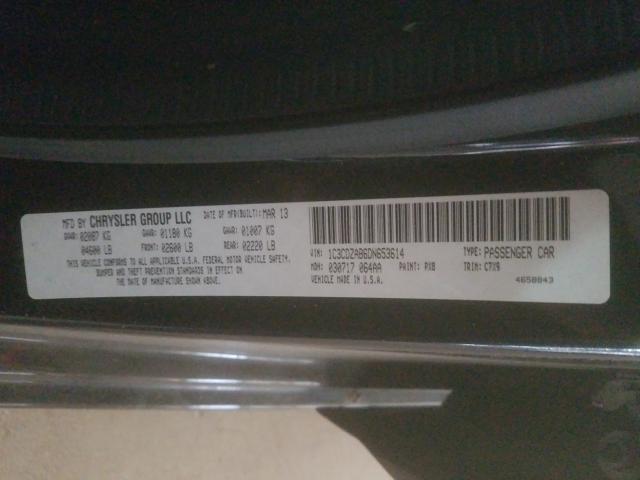 MFD BY CHRYSLER GROUP LLC DATE OF MFR(BUILT): MAR 13
GVWR: 02087 KG GAWR: 01180 KG GAWR: 01007 KG
04600 LB FRONT: 02600 LB REAR: 02220 LB
THIS VEHICLE CONFORMS TO ALL APPLICABLE U.S.A. FEDERAL MOTOR VEHICLE SAFETY,
BUMPER AND THEFT PREVENTION STANDARDS IN EFFECT ON
THE DATE OF MANUFACTURE SHOWN ABOVE.
VIN: 1C3CDZAB6DN653614 TYPE: PASSENGER CAR
MDH: 030717 064AA PAINT: PX8 TRIM: C7X9
VEHICLE MADE IN U.S.A. 4658843